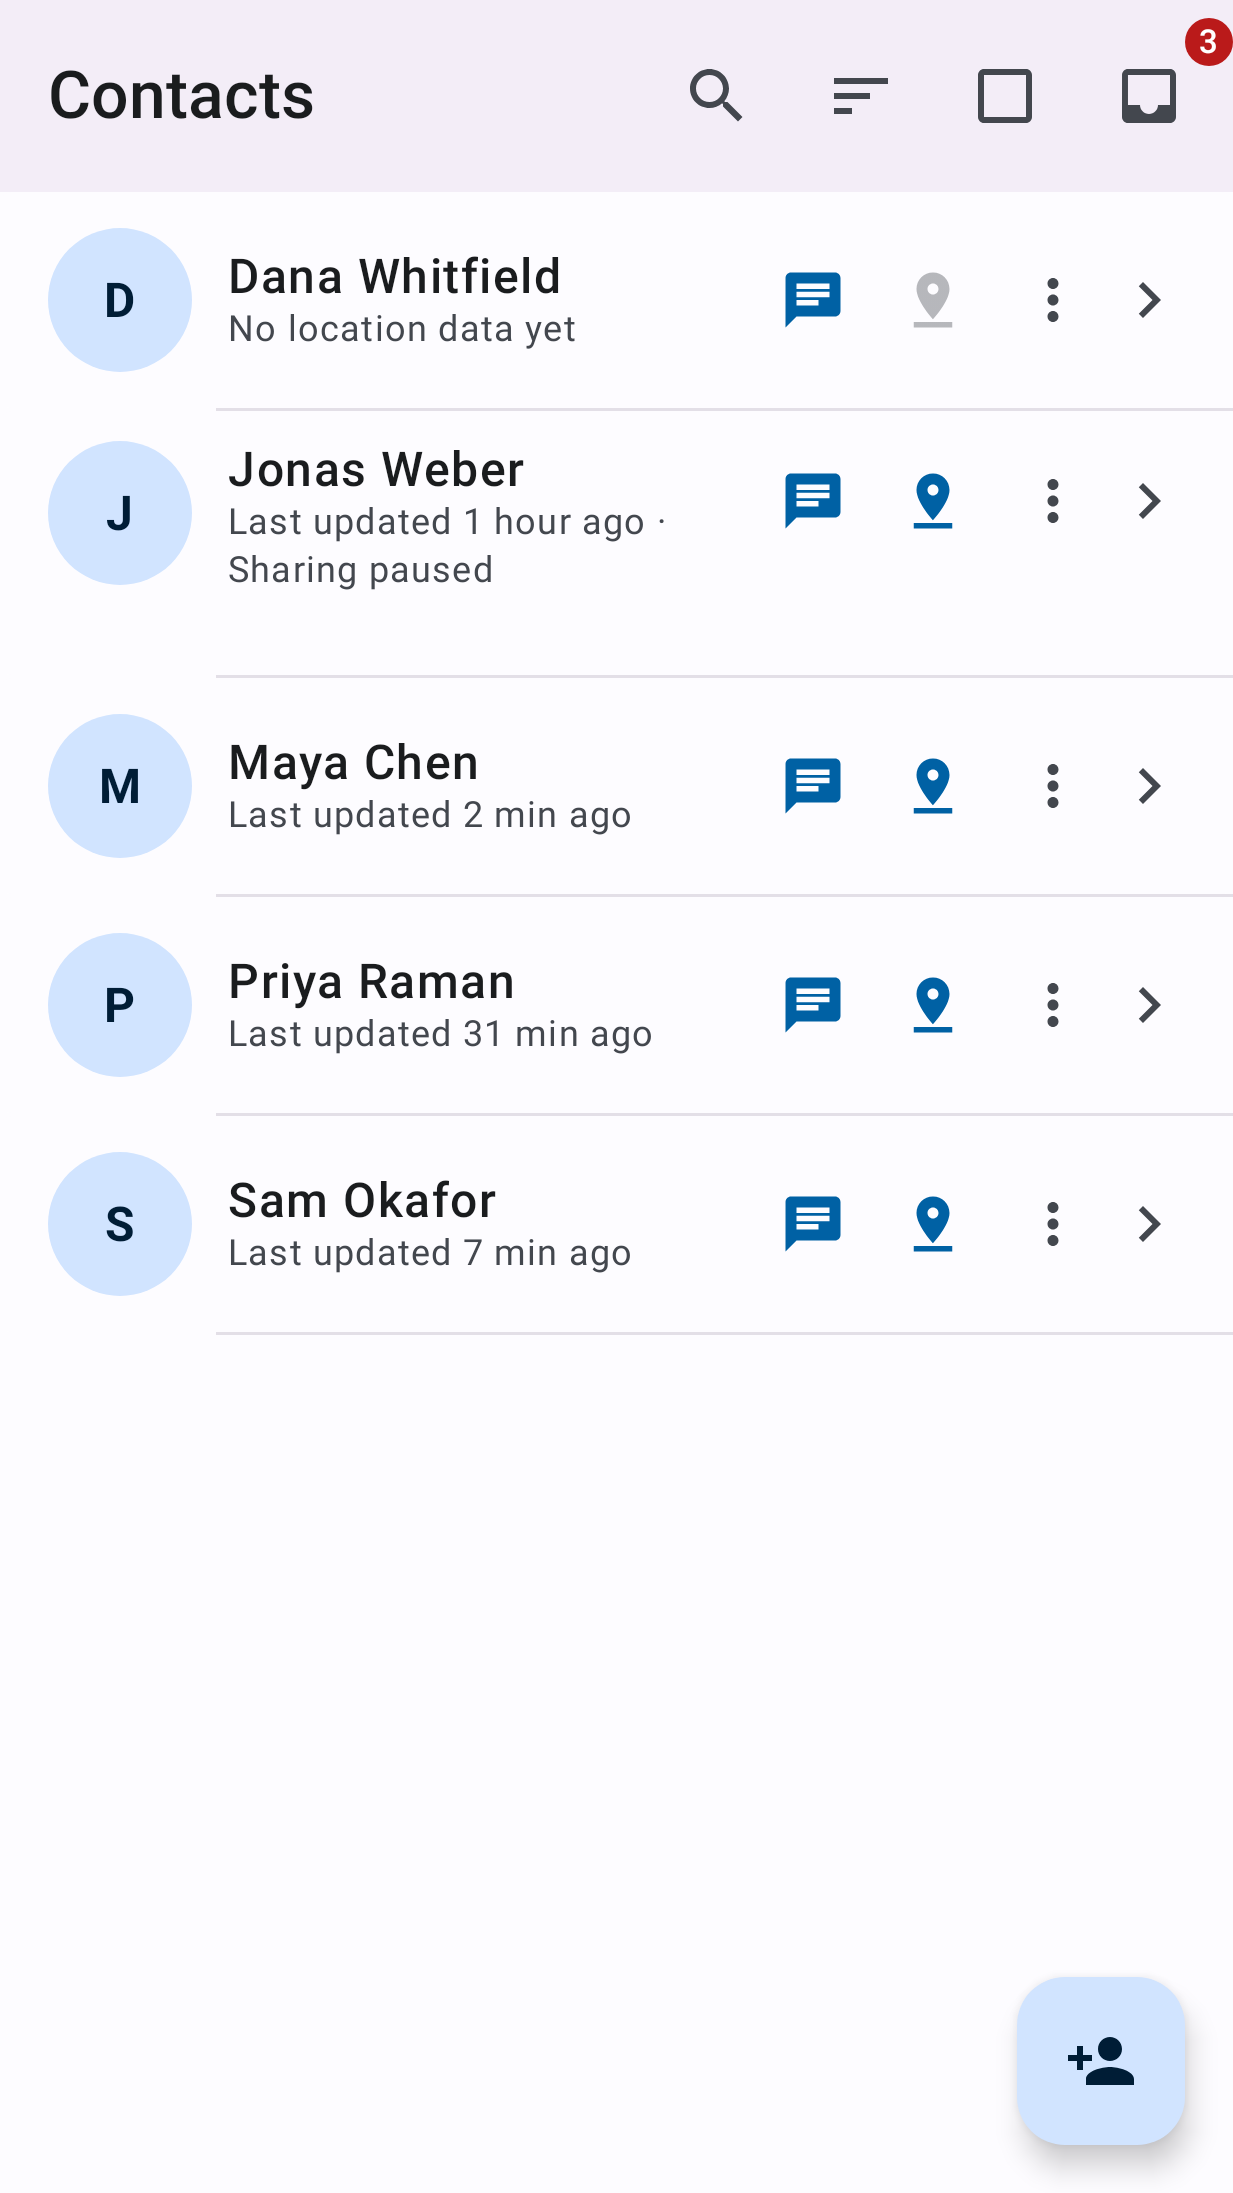 Contacts
3
D
Dana Whitfield
No location data yet
J
Jonas Weber
Last updated 1 hour ago ·
Sharing paused
M
Maya Chen
Last updated 2 min ago
P
Priya Raman
Last updated 31 min ago
S
Sam Okafor
Last updated 7 min ago